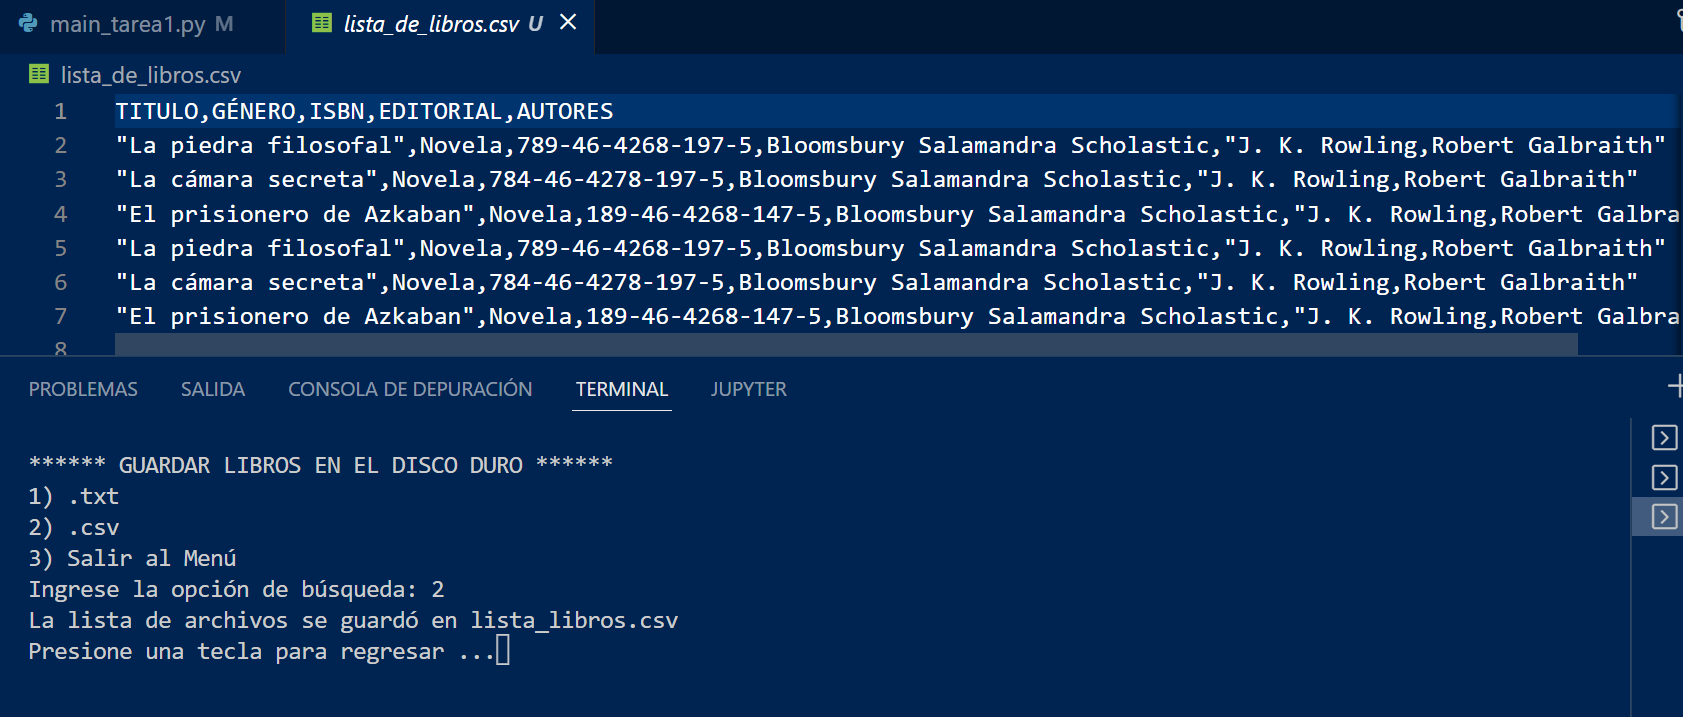 main_tarea1.py M
lista_de_libros.csv U
lista_de_libros.csv
1 TITULO,GÉNERO,ISBN,EDITORIAL,AUTORES
2 "La piedra filosofal",Novela,789-46-4268-197-5,Bloomsbury Salamandra Scholastic,"J. K. Rowling,Robert Galbraith"
3 "La cámara secreta",Novela,784-46-4278-197-5,Bloomsbury Salamandra Scholastic,"J. K. Rowling,Robert Galbraith"
4 "El prisionero de Azkaban",Novela,189-46-4268-147-5,Bloomsbury Salamandra Scholastic,"J. K. Rowling,Robert Galbra
5 "La piedra filosofal",Novela,789-46-4268-197-5,Bloomsbury Salamandra Scholastic,"J. K. Rowling,Robert Galbraith"
6 "La cámara secreta",Novela,784-46-4278-197-5,Bloomsbury Salamandra Scholastic,"J. K. Rowling,Robert Galbraith"
7 "El prisionero de Azkaban",Novela,189-46-4268-147-5,Bloomsbury Salamandra Scholastic,"J. K. Rowling,Robert Galbra
8
PROBLEMAS SALIDA CONSOLA DE DEPURACIÓN TERMINAL JUPYTER
****** GUARDAR LIBROS EN EL DISCO DURO ******
1) .txt
2) .csv
3) Salir al Menú
Ingrese la opción de búsqueda: 2
La lista de archivos se guardó en lista_libros.csv
Presione una tecla para regresar ...